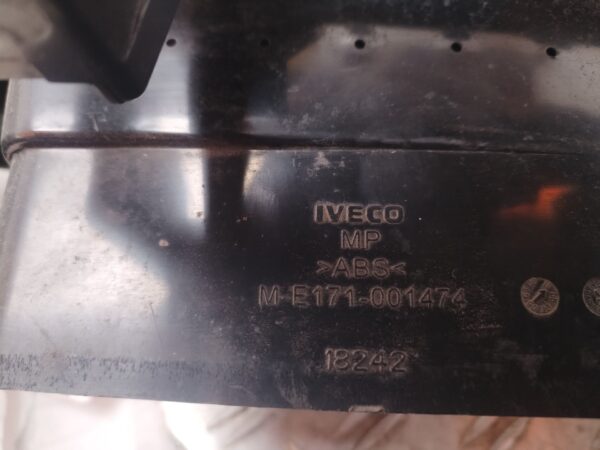 IVECO
MP
>ABS<
M-E171-001474
18242